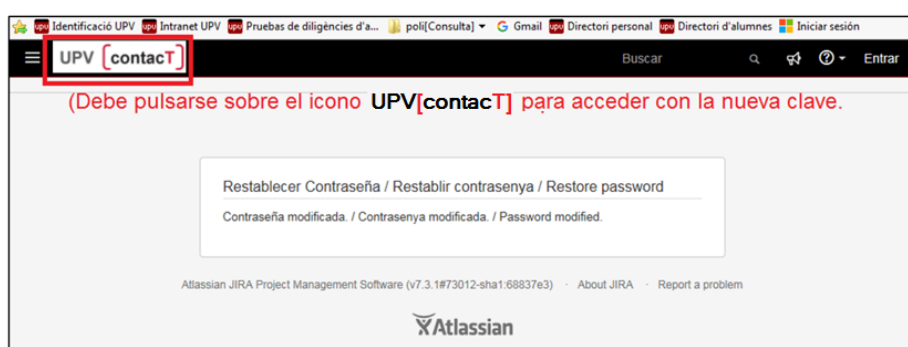 Identificació UPV Intranet UPV Pruebas de diligències d'a... poli[Consulta] Gmail Directori personal Directori d'alumnes Iniciar sesión
UPV [contacT] Buscar Entrar
(Debe pulsarse sobre el icono UPV[contacT] para acceder con la nueva clave.
Restablecer Contraseña / Restablir contrasenya / Restore password
Contraseña modificada. / Contrasenya modificada. / Password modified.
Atlassian JIRA Project Management Software (v7.3.1#73012-sha1:68837e3) · About JIRA · Report a problem
Atlassian